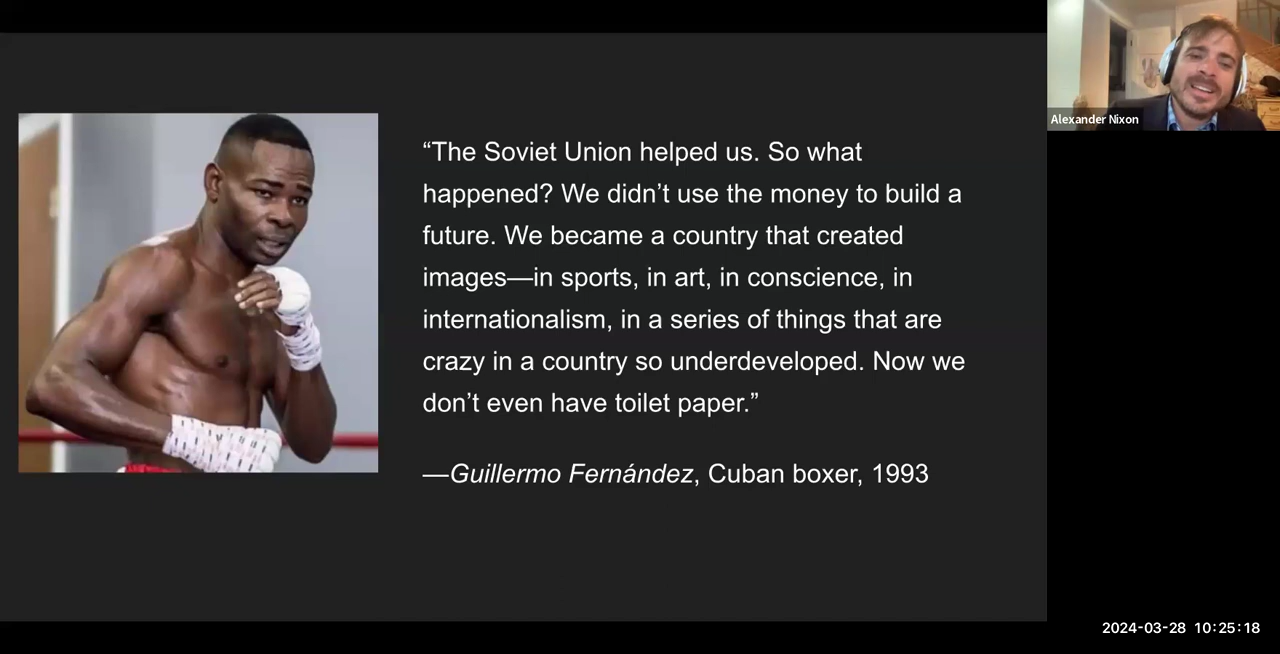 Alexander Nixon
“The Soviet Union helped us. So what
happened? We didn’t use the money to build a
future. We became a country that created
images—in sports, in art, in conscience, in
internationalism, in a series of things that are
crazy in a country so underdeveloped. Now we
don’t even have toilet paper.”
—Guillermo Fernández, Cuban boxer, 1993
2024-03-28 10:25:18